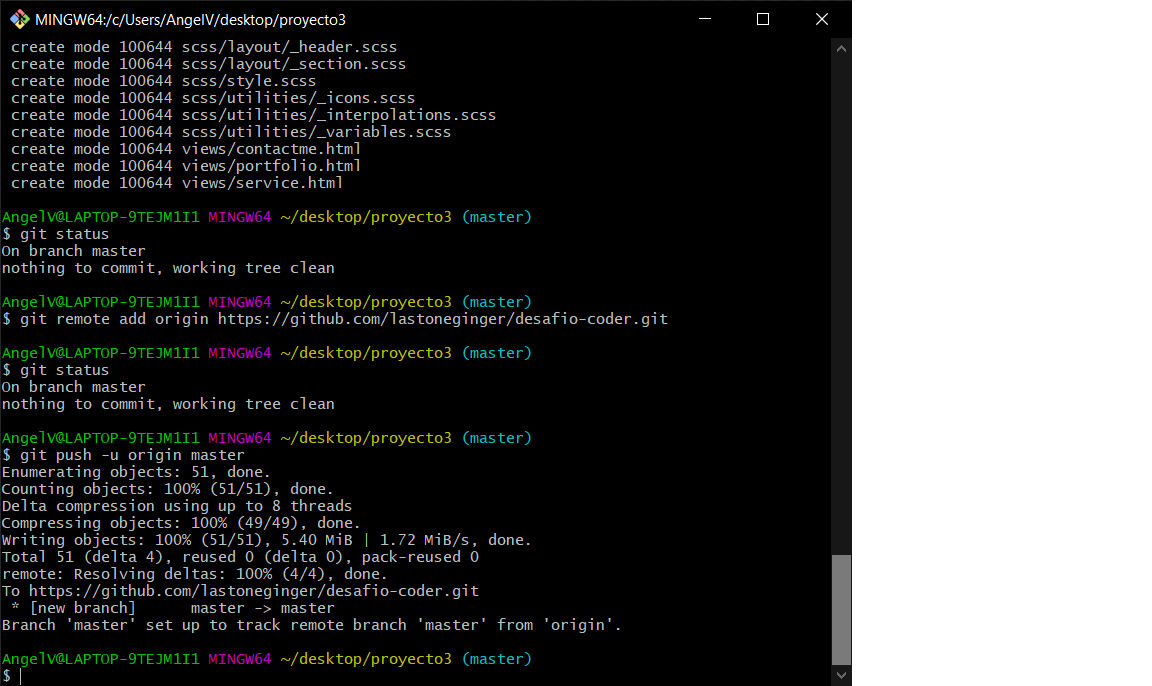 MINGW64:/c/Users/AngelV/desktop/proyecto3
create mode 100644 scss/layout/_header.scss
create mode 100644 scss/layout/_section.scss
create mode 100644 scss/style.scss
create mode 100644 scss/utilities/_icons.scss
create mode 100644 scss/utilities/_interpolations.scss
create mode 100644 scss/utilities/_variables.scss
create mode 100644 views/contactme.html
create mode 100644 views/portfolio.html
create mode 100644 views/service.html
AngelV@LAPTOP-9TEJM1I1 MINGW64 ~/desktop/proyecto3 (master)
$ git status
On branch master
nothing to commit, working tree clean
AngelV@LAPTOP-9TEJM1I1 MINGW64 ~/desktop/proyecto3 (master)
$ git remote add origin https://github.com/lastoneginger/desafio-coder.git
AngelV@LAPTOP-9TEJM1I1 MINGW64 ~/desktop/proyecto3 (master)
$ git status
On branch master
nothing to commit, working tree clean
AngelV@LAPTOP-9TEJM1I1 MINGW64 ~/desktop/proyecto3 (master)
$ git push -u origin master
Enumerating objects: 51, done.
Counting objects: 100% (51/51), done.
Delta compression using up to 8 threads
Compressing objects: 100% (49/49), done.
Writing objects: 100% (51/51), 5.40 MiB | 1.72 MiB/s, done.
Total 51 (delta 4), reused 0 (delta 0), pack-reused 0
remote: Resolving deltas: 100% (4/4), done.
To https://github.com/lastoneginger/desafio-coder.git
* [new branch]      master -> master
Branch 'master' set up to track remote branch 'master' from 'origin'.
AngelV@LAPTOP-9TEJM1I1 MINGW64 ~/desktop/proyecto3 (master)
$